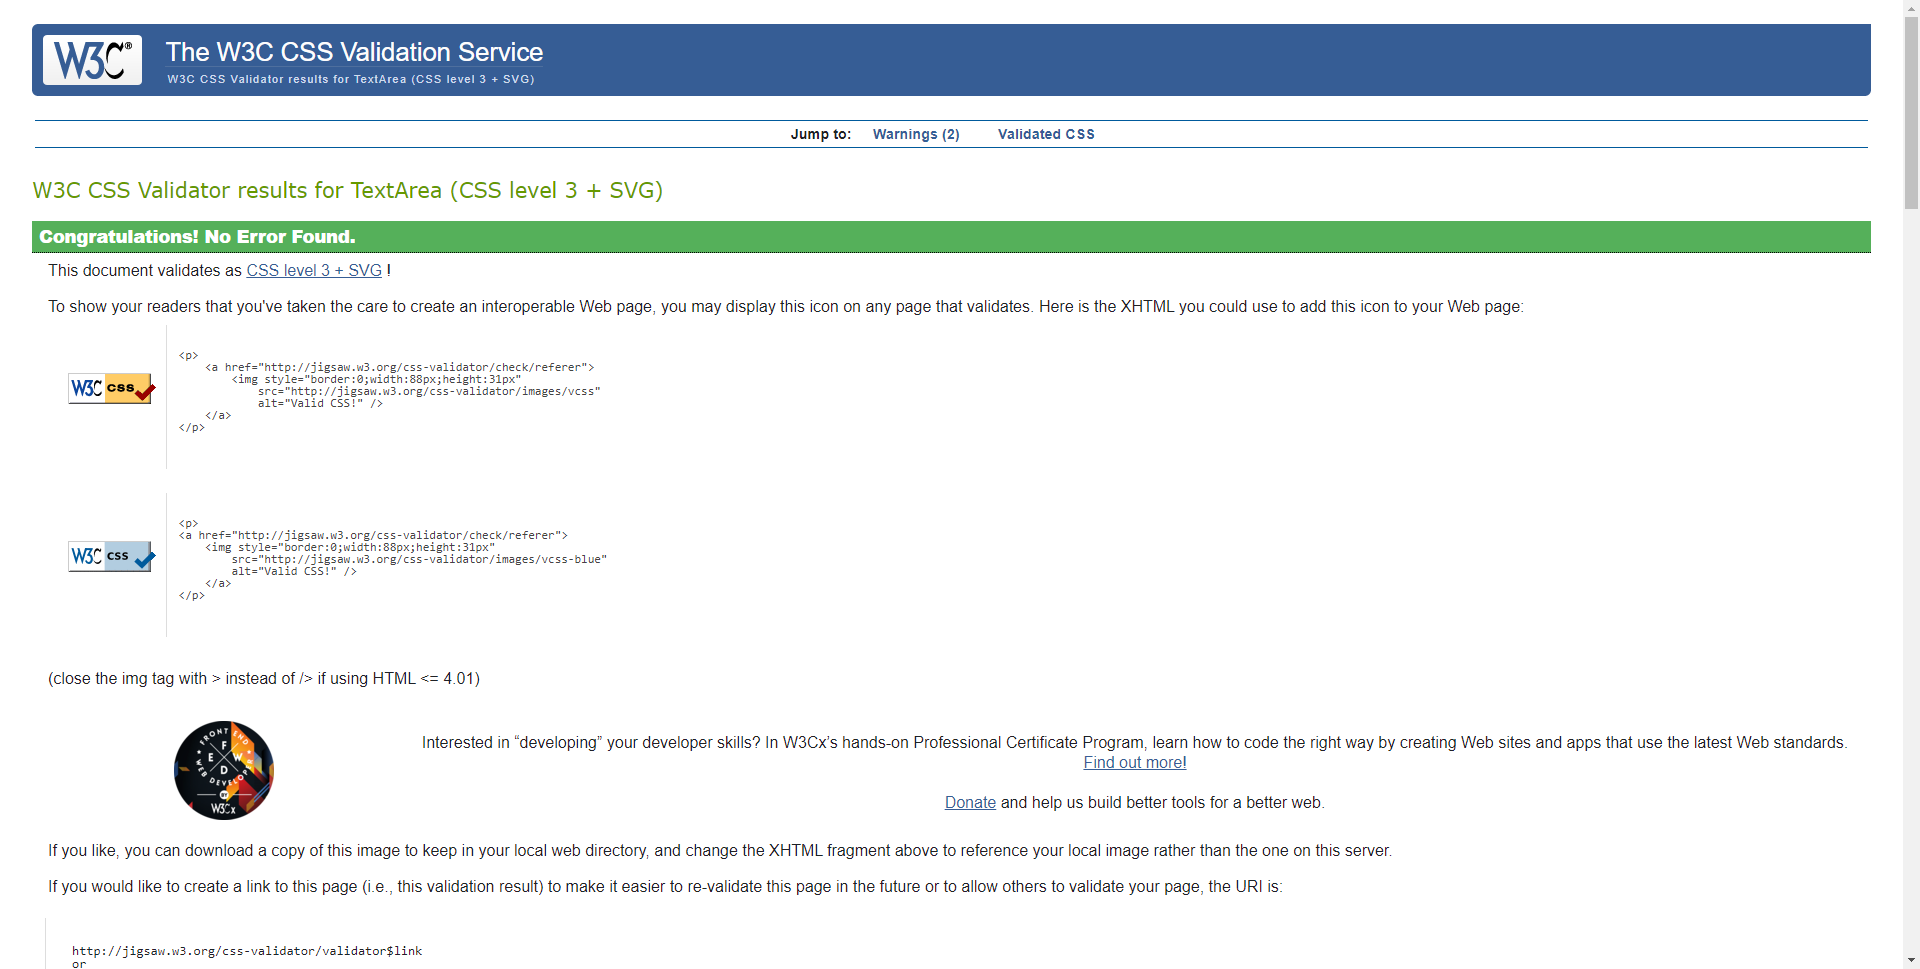 W3C®
The W3C CSS Validation Service
W3C CSS Validator results for TextArea (CSS level 3 + SVG)
Jump to: Warnings (2) Validated CSS
W3C CSS Validator results for TextArea (CSS level 3 + SVG)
Congratulations! No Error Found.
This document validates as CSS level 3 + SVG !
To show your readers that you've taken the care to create an interoperable Web page, you may display this icon on any page that validates. Here is the XHTML you could use to add this icon to your Web page:
W3C css
<p>
    <a href="http://jigsaw.w3.org/css-validator/check/referer">
        <img style="border:0;width:88px;height:31px"
            src="http://jigsaw.w3.org/css-validator/images/vcss"
            alt="Valid CSS!" />
    </a>
</p>
W3C css
<p>
<a href="http://jigsaw.w3.org/css-validator/check/referer">
    <img style="border:0;width:88px;height:31px"
        src="http://jigsaw.w3.org/css-validator/images/vcss-blue"
        alt="Valid CSS!" />
    </a>
</p>
(close the img tag with > instead of /> if using HTML <= 4.01)
FRONT END
F E W D
WEB DEVELOPER
BY
W3Cx
Interested in “developing” your developer skills? In W3Cx’s hands-on Professional Certificate Program, learn how to code the right way by creating Web sites and apps that use the latest Web standards.
Find out more!
Donate and help us build better tools for a better web.
If you like, you can download a copy of this image to keep in your local web directory, and change the XHTML fragment above to reference your local image rather than the one on this server.
If you would like to create a link to this page (i.e., this validation result) to make it easier to re-validate this page in the future or to allow others to validate your page, the URI is:
http://jigsaw.w3.org/css-validator/validator$link
or